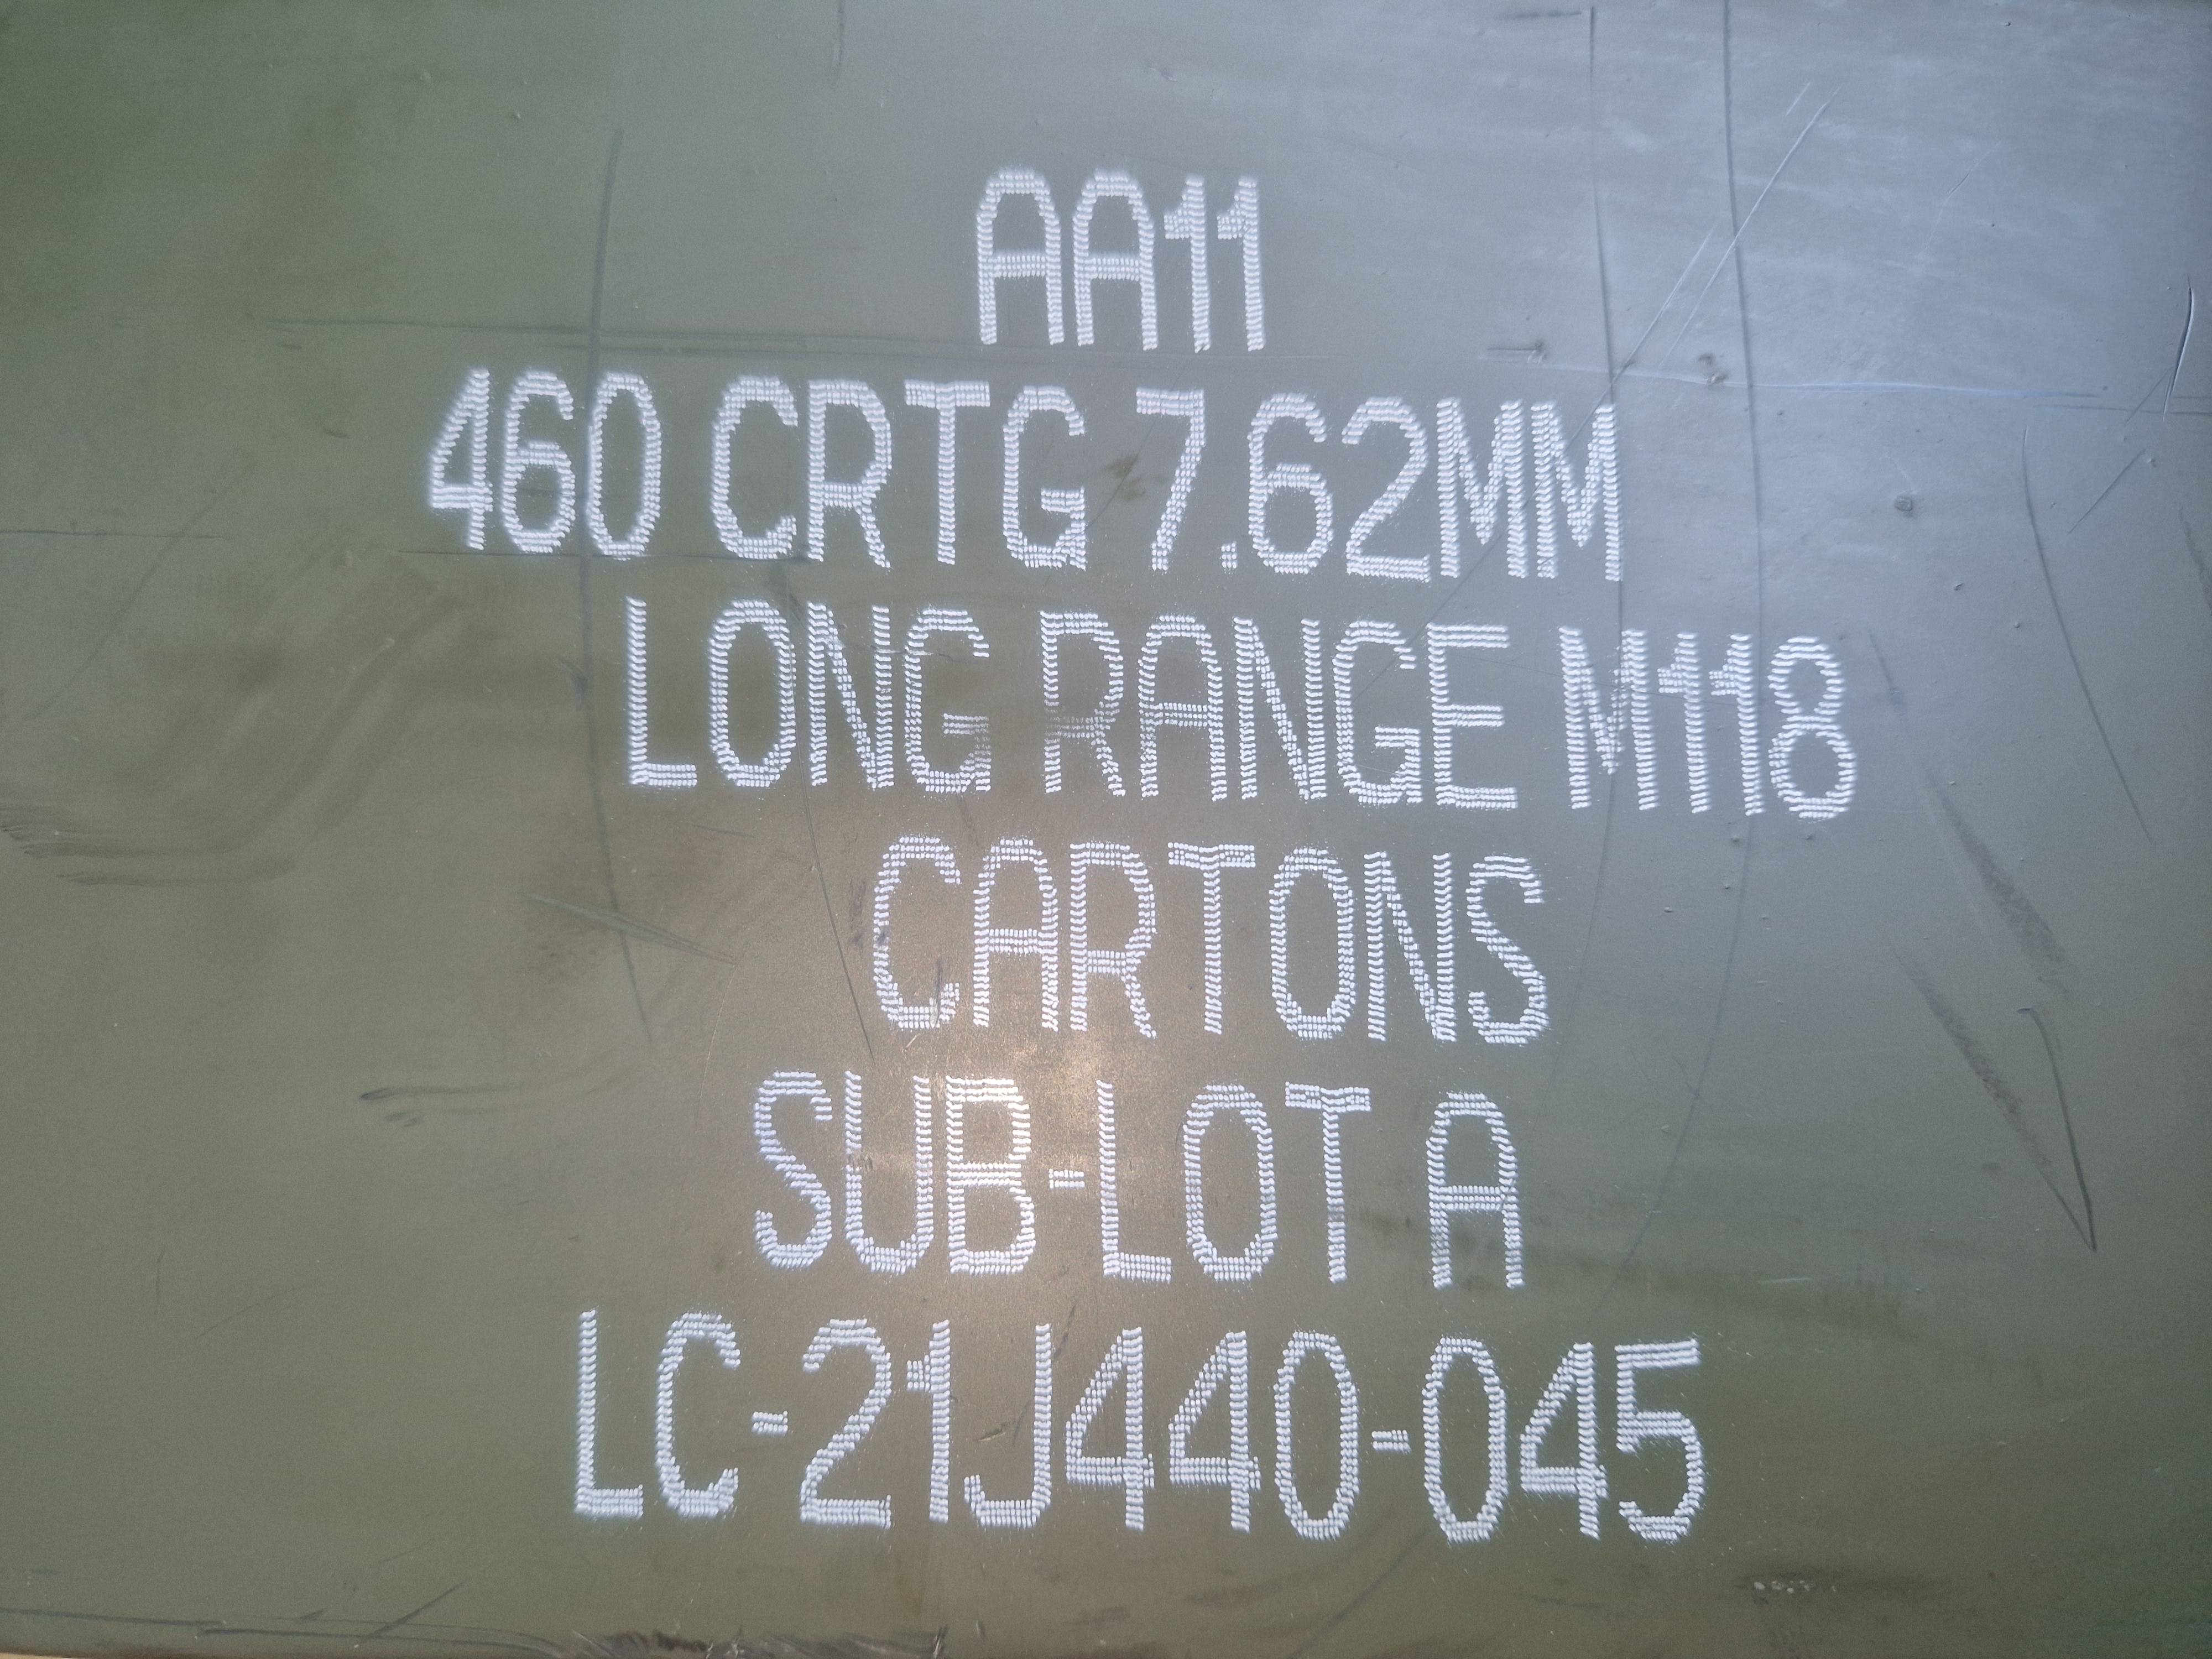 AA11
460 CRTG 7.62MM
LONG RANGE M118
CARTONS
SUB-LOT A
LC-21J440-045